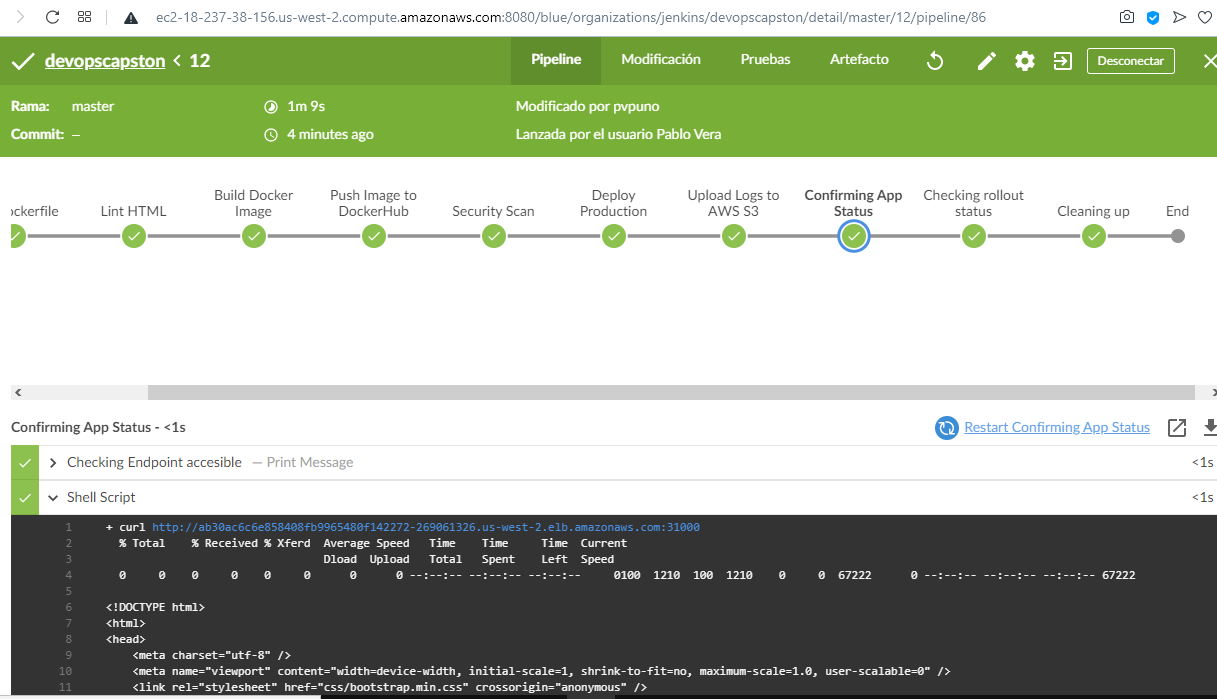 ec2-18-237-38-156.us-west-2.compute.amazonaws.com:8080/blue/organizations/jenkins/devopscapston/detail/master/12/pipeline/86
devopscapston < 12
Pipeline
Modificación
Pruebas
Artefacto
Desconectar
Rama: master
1m 9s
Modificado por pvpuno
Commit: –
4 minutes ago
Lanzada por el usuario Pablo Vera
ockerfile
Lint HTML
Build Docker
Image
Push Image to
DockerHub
Security Scan
Deploy
Production
Upload Logs to
AWS S3
Confirming App
Status
Checking rollout
status
Cleaning up
End
Confirming App Status - <1s
Restart Confirming App Status
Checking Endpoint accesible — Print Message
<1s
Shell Script
<1s
1 + curl http://ab30ac6c6e858408fb9965480f142272-269061326.us-west-2.elb.amazonaws.com:31000
2 % Total % Received % Xferd Average Speed Time Time Time Current
3 Dload Upload Total Spent Left Speed
4 0 0 0 0 0 0 0 0 --:--:-- --:--:-- --:--:-- 0100 1210 100 1210 0 0 67222 0 --:--:-- --:--:-- --:--:-- 67222
5
6 <!DOCTYPE html>
7 <html>
8 <head>
9 <meta charset="utf-8" />
10 <meta name="viewport" content="width=device-width, initial-scale=1, shrink-to-fit=no, maximum-scale=1.0, user-scalable=0" />
11 <link rel="stylesheet" href="css/bootstrap.min.css" crossorigin="anonymous" />